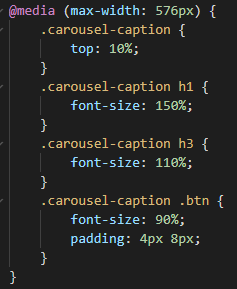 @media (max-width: 576px) {
    .carousel-caption {
        top: 10%;
    }
    .carousel-caption h1 {
        font-size: 150%;
    }
    .carousel-caption h3 {
        font-size: 110%;
    }
    .carousel-caption .btn {
        font-size: 90%;
        padding: 4px 8px;
    }
}